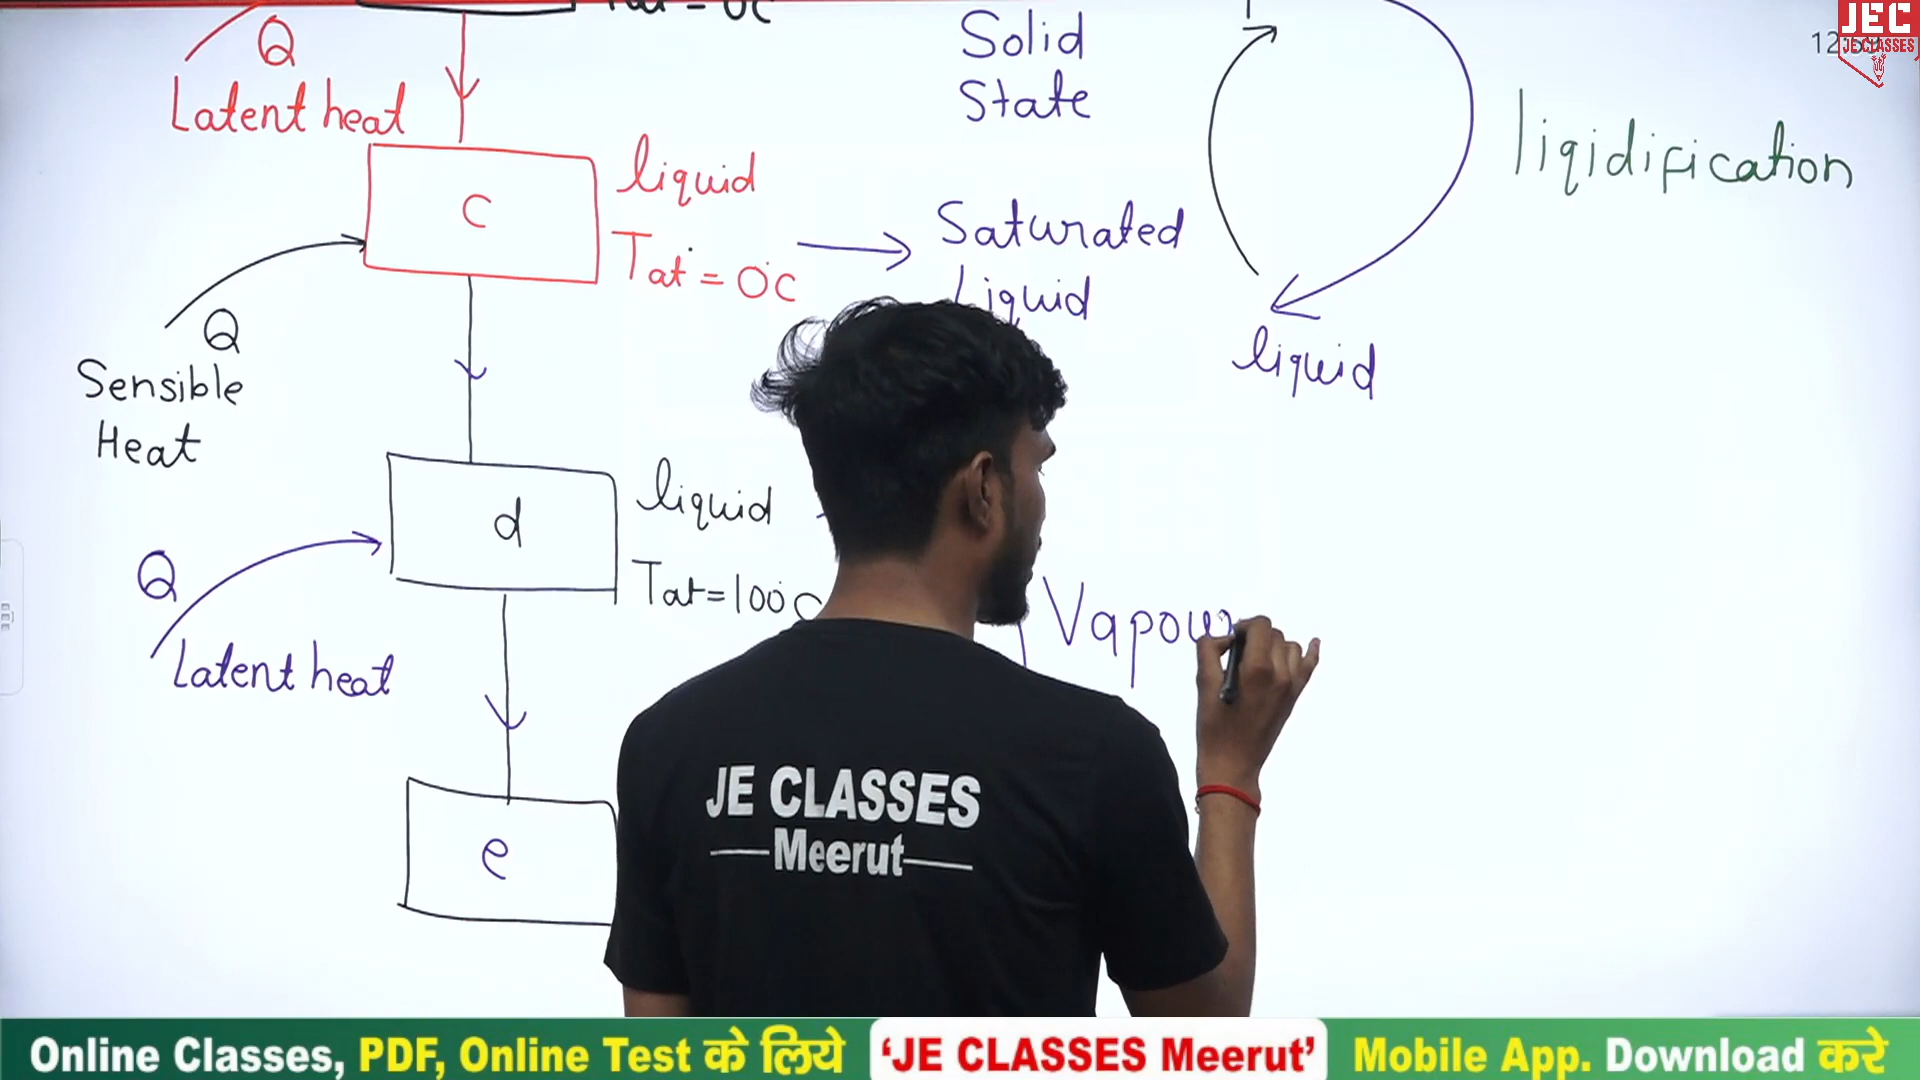 Q
Latent heat
Solid
State
JEC
JE CLASSES
liqidification
c
liquid
Tat = 0°C
Saturated
Liquid
Q
Sensible
Heat
liquid
d
liquid
Tat = 100°C
Q
Latent heat
Vapour
e
JE CLASSES
Meerut
Online Classes, PDF, Online Test के लिये 'JE CLASSES Meerut' Mobile App. Download करे